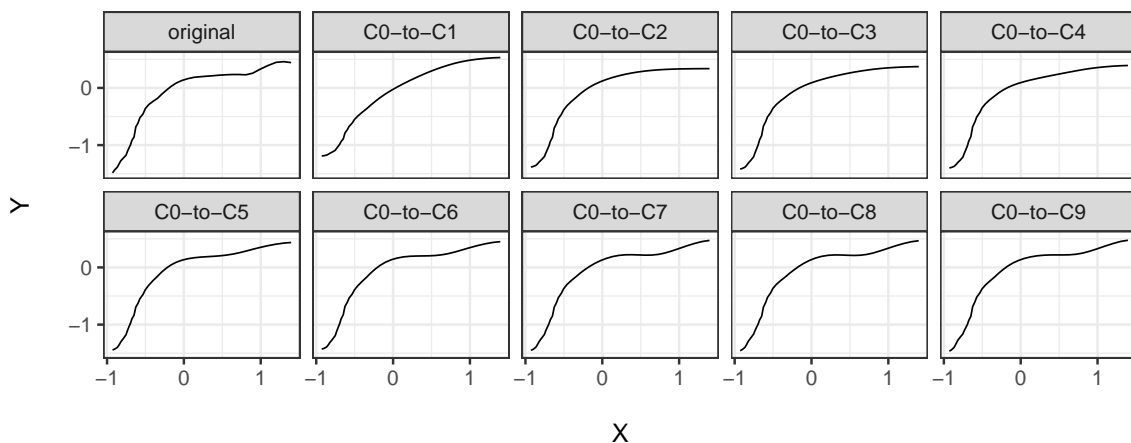 original C0−to−C1 C0−to−C2 C0−to−C3 C0−to−C4
0
−1
Y
C0−to−C5 C0−to−C6 C0−to−C7 C0−to−C8 C0−to−C9
0
−1
−1 0 1 −1 0 1 −1 0 1 −1 0 1 −1 0 1
X